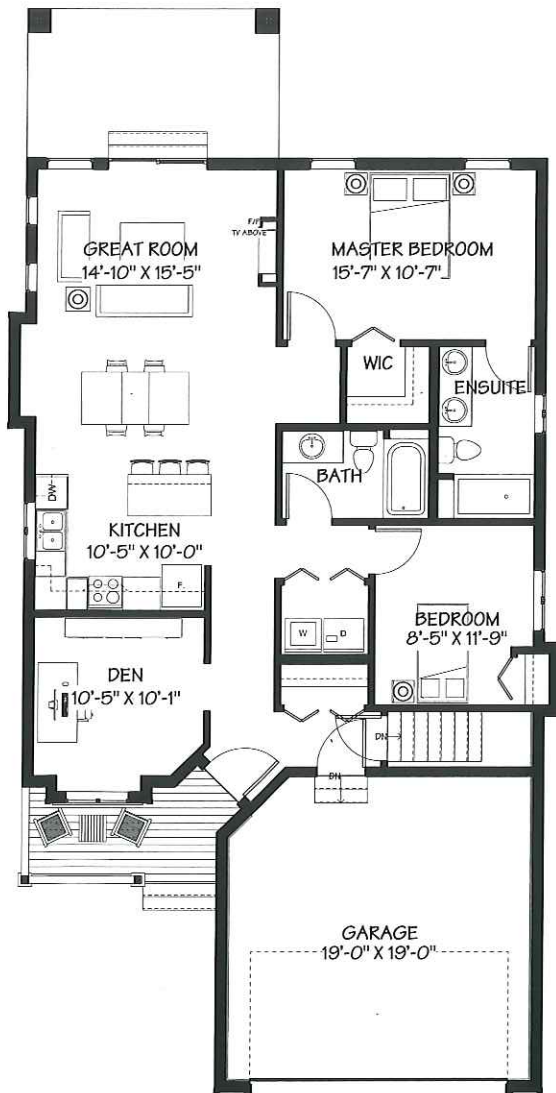 F/P
TV ABOVE
GREAT ROOM
14'-10" X 15'-5"
MASTER BEDROOM
15'-7" X 10'-7"
WIC
ENSUITE
BATH
DW
KITCHEN
10'-5" X 10'-0"
F.
BEDROOM
8'-5" X 11'-9"
W
D
DEN
10'-5" X 10'-1"
DN
DN
GARAGE
19'-0" X 19'-0"